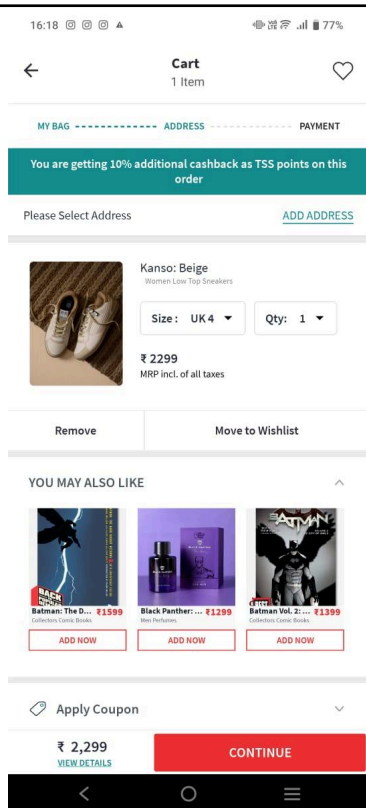 16:18
77%
Cart
1 Item
MY BAG
ADDRESS
PAYMENT
You are getting 10% additional cashback as TSS points on this
order
Please Select Address
ADD ADDRESS
Kanso: Beige
Women Low Top Sneakers
Size : UK 4
Qty: 1
₹ 2299
MRP incl. of all taxes
Remove
Move to Wishlist
YOU MAY ALSO LIKE
BATMAN
BACK
Batman: The D... ₹1599
Collectors Comic Books
ADD NOW
Black Panther: ... ₹1299
Men Perfumes
ADD NOW
Batman Vol. 2: ... ₹1399
Collectors Comic Books
ADD NOW
Apply Coupon
₹ 2,299
VIEW DETAILS
CONTINUE